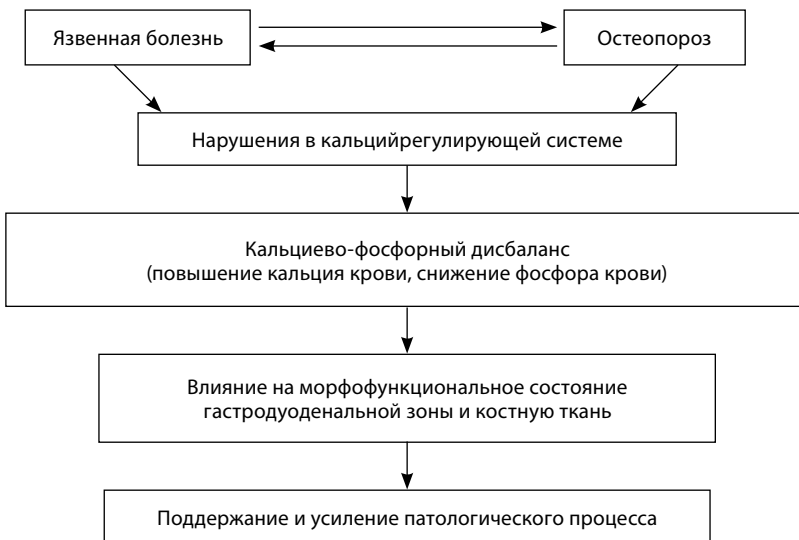 Язвенная болезнь
Остеопороз
Нарушения в кальцийрегулирующей системе
Кальциево-фосфорный дисбаланс
(повышение кальция крови, снижение фосфора крови)
Влияние на морфофункциональное состояние
гастродуоденальной зоны и костную ткань
Поддержание и усиление патологического процесса